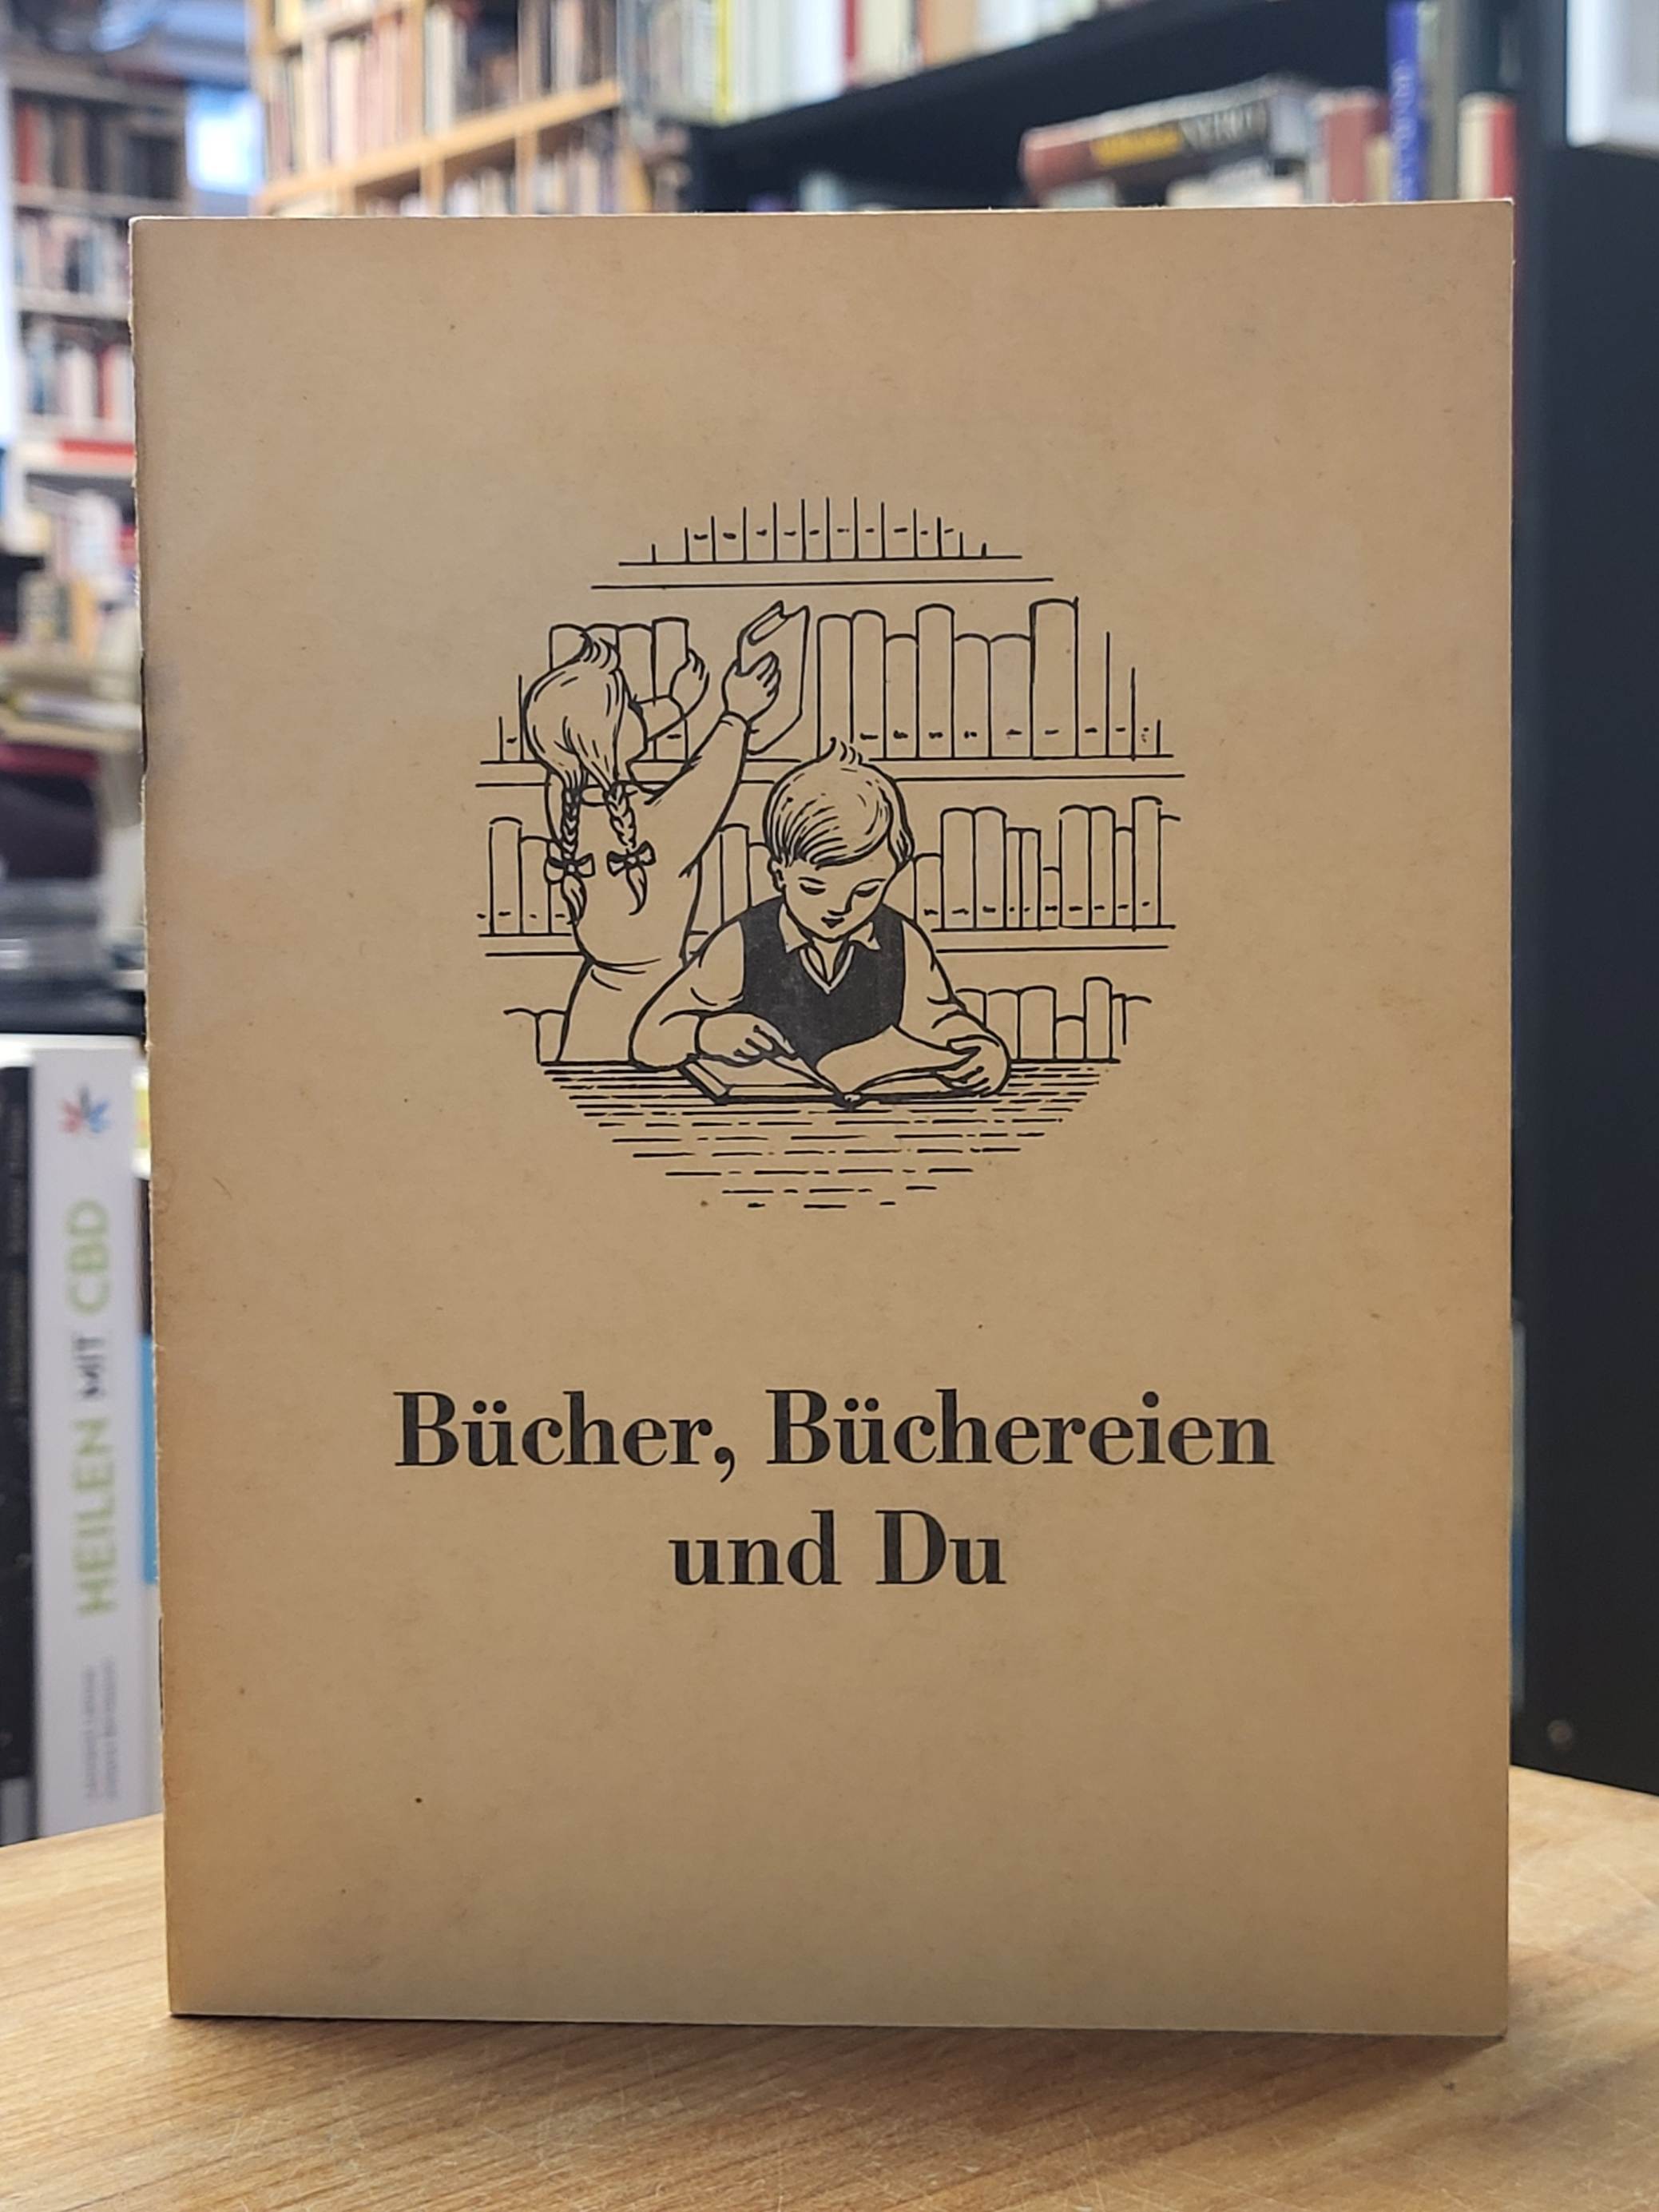 Bücher, Büchereien
und Du
HEILEN MIT CBD